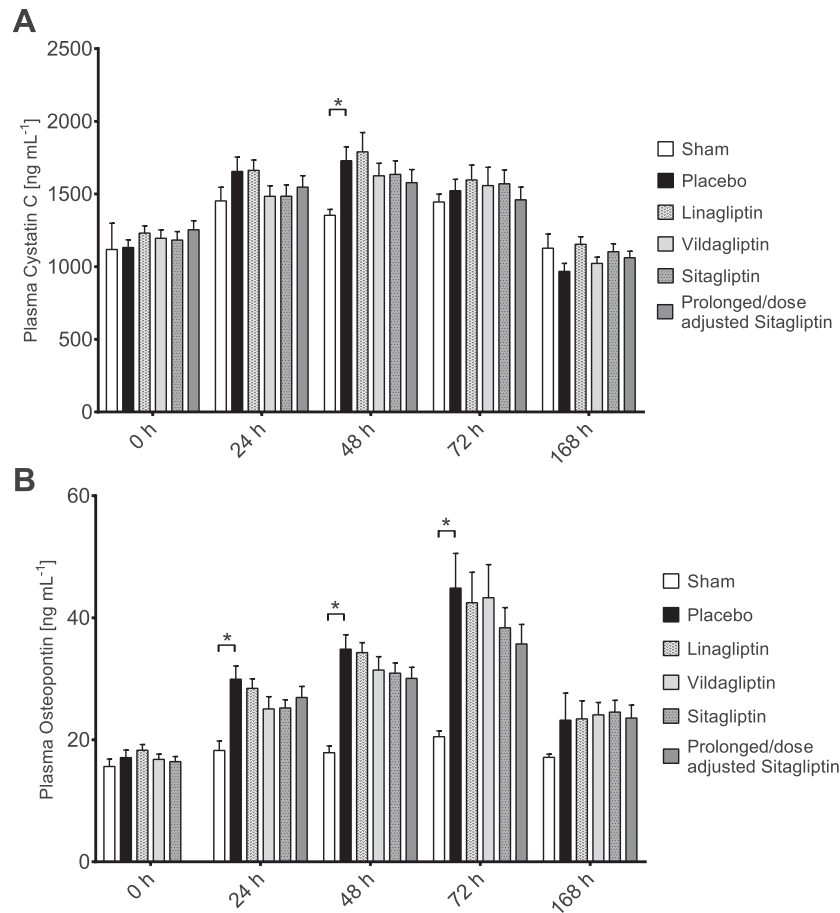 A
Plasma Cystatin C [ng mL⁻¹]
2500
2000
1500
1000
500
0
*
0 h
24 h
48 h
72 h
168 h
Sham
Placebo
Linagliptin
Vildagliptin
Sitagliptin
Prolonged/dose
adjusted Sitagliptin
B
Plasma Osteopontin [ng mL⁻¹]
60
40
20
0
*
*
*
0 h
24 h
48 h
72 h
168 h
Sham
Placebo
Linagliptin
Vildagliptin
Sitagliptin
Prolonged/dose
adjusted Sitagliptin